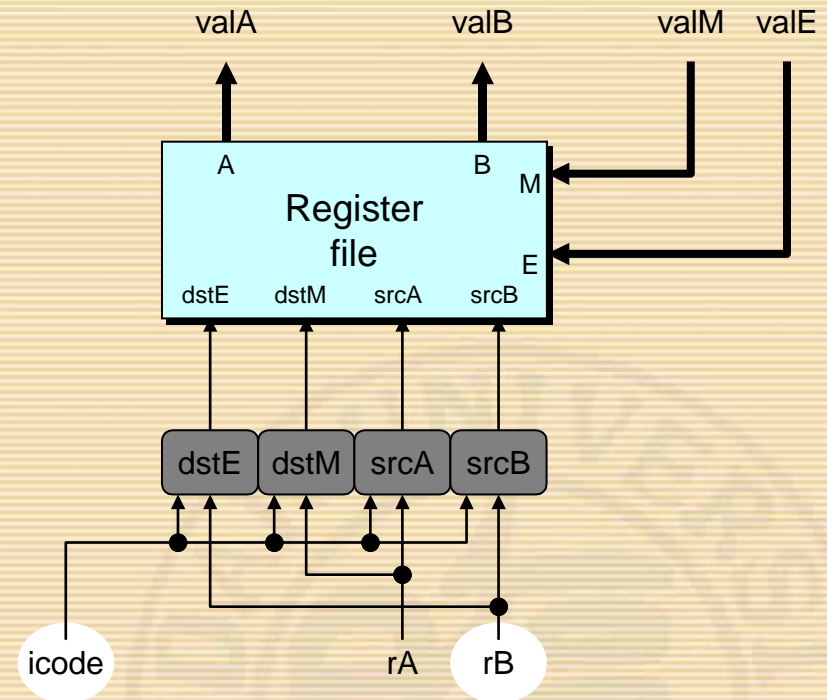 valA valB valM valE
A B
M
Register
file
E
dstE dstM srcA srcB
dstE dstM srcA srcB
icode rA rB